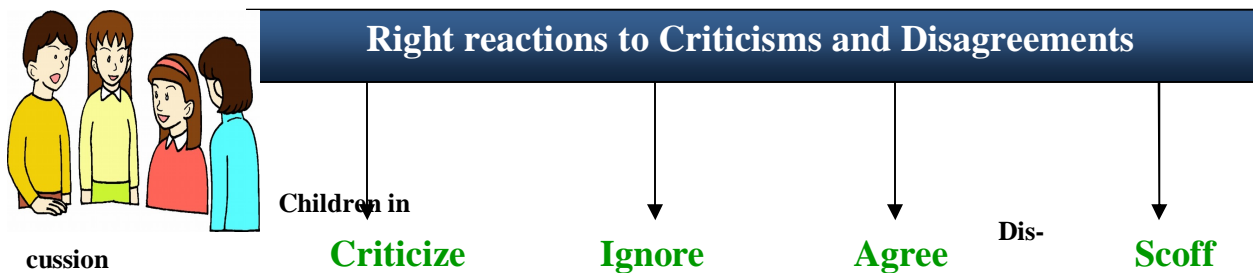 Right reactions to Criticisms and Disagreements
Children in Dis-
cussion
Criticize Ignore Agree Scoff